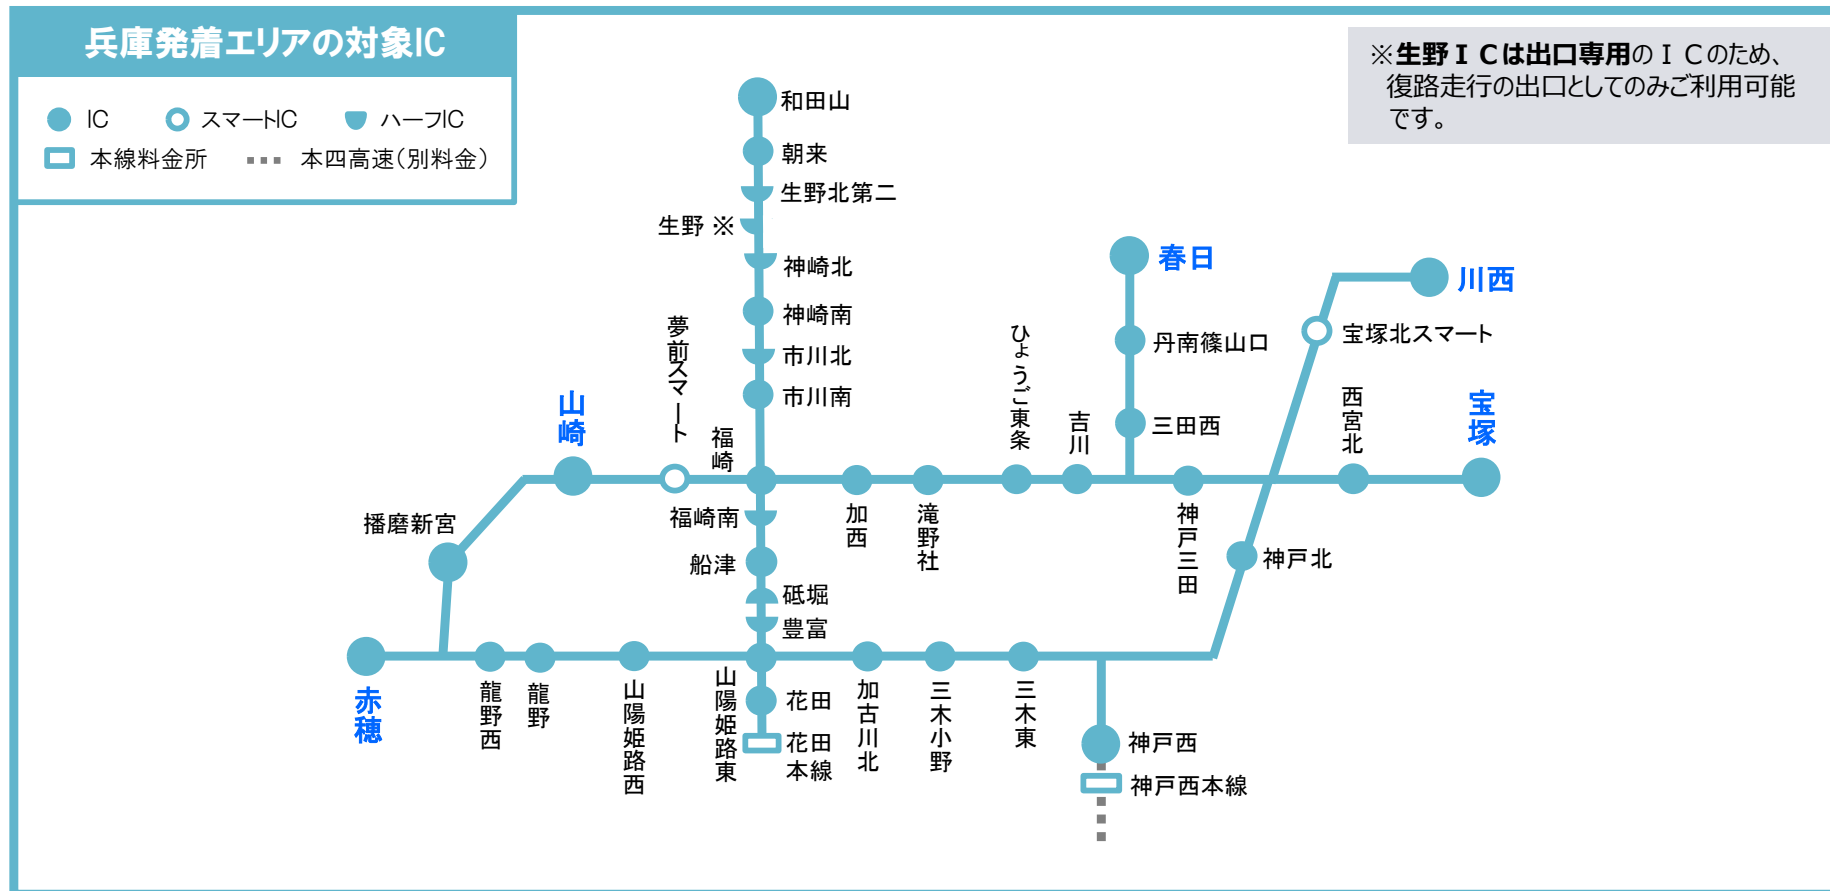 兵庫発着エリアの対象IC
IC
スマートIC
ハーフIC
本線料金所
本四高速(別料金)
※生野ＩＣは出口専用のＩＣのため、
復路走行の出口としてのみご利用可能
です。
和田山
朝来
生野北第二
生野 ※
神崎北
神崎南
市川北
市川南
春日
丹南篠山口
三田西
川西
宝塚北スマート
山崎
夢前スマート
福崎
加西
滝野社
ひょうご東条
吉川
神戸三田
西宮北
宝塚
播磨新宮
福崎南
船津
砥堀
豊富
神戸北
赤穂
龍野西
龍野
山陽姫路西
山陽姫路東
花田
花田
本線
加古川北
三木小野
三木東
神戸西
神戸西本線